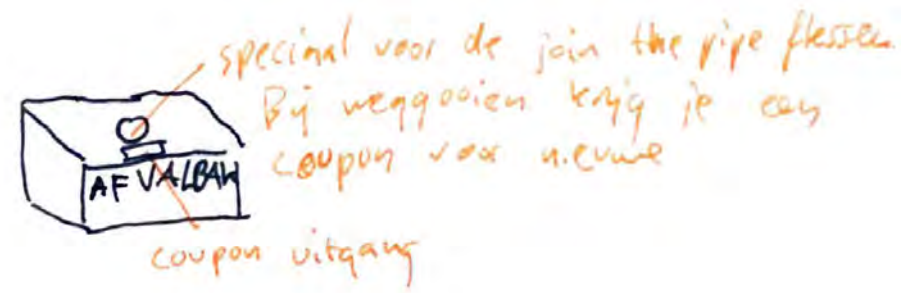 speciaal voor de join the pipe flessen
Bij weggooien krijg je een
coupon voor nieuwe
AFVALBAK
coupon uitgang